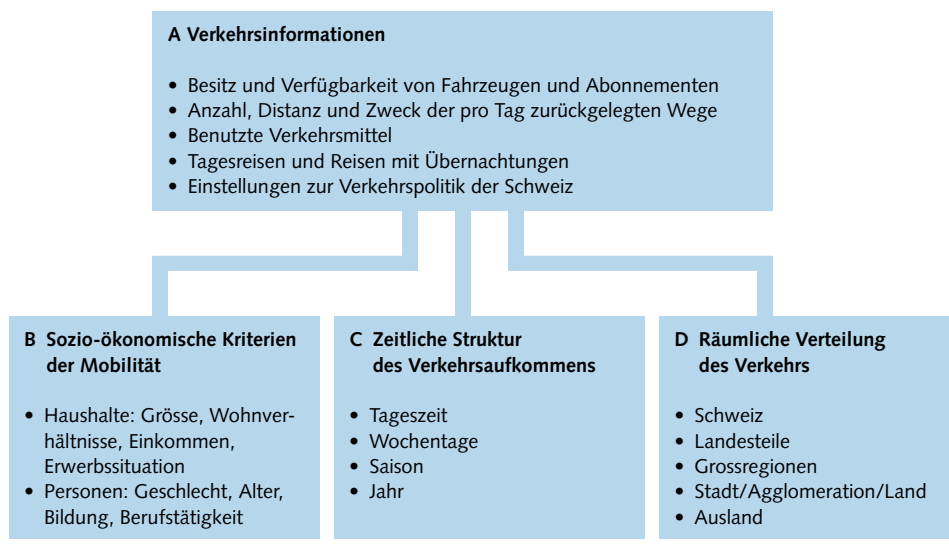 A Verkehrsinformationen
• Besitz und Verfügbarkeit von Fahrzeugen und Abonnementen
• Anzahl, Distanz und Zweck der pro Tag zurückgelegten Wege
• Benutzte Verkehrsmittel
• Tagesreisen und Reisen mit Übernachtungen
• Einstellungen zur Verkehrspolitik der Schweiz
B Sozio-ökonomische Kriterien
der Mobilität
• Haushalte: Grösse, Wohnver-
hältnisse, Einkommen,
Erwerbssituation
• Personen: Geschlecht, Alter,
Bildung, Berufstätigkeit
C Zeitliche Struktur
des Verkehrsaufkommens
• Tageszeit
• Wochentage
• Saison
• Jahr
D Räumliche Verteilung
des Verkehrs
• Schweiz
• Landesteile
• Grossregionen
• Stadt/Agglomeration/Land
• Ausland